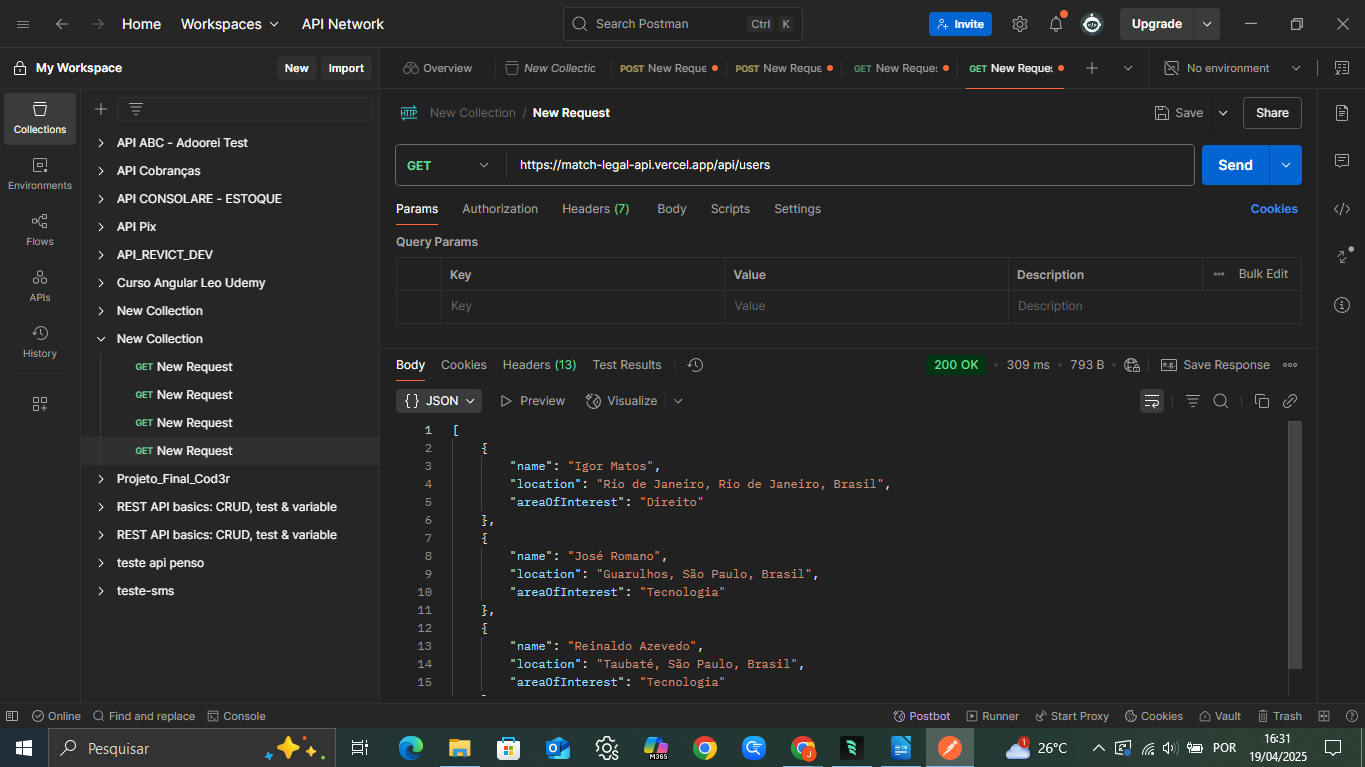 Home Workspaces API Network Search Postman Ctrl K Invite Upgrade
My Workspace New Import Overview New Collectic POST New Reque POST New Reque GET New Reque: GET New Reque: No environment
Collections
Environments
Flows
APIs
History
API ABC - Adoorei Test
API Cobranças
API CONSOLARE - ESTOQUE
API Pix
API_REVICT_DEV
Curso Angular Leo Udemy
New Collection
New Collection
GET New Request
GET New Request
GET New Request
GET New Request
Projeto_Final_Cod3r
REST API basics: CRUD, test & variable
REST API basics: CRUD, test & variable
teste api penso
teste-sms
HTTP New Collection / New Request Save Share
GET https://match-legal-api.vercel.app/api/users Send
Params Authorization Headers (7) Body Scripts Settings Cookies
Query Params
Key Value Description Bulk Edit
Key Value Description
Body Cookies Headers (13) Test Results 200 OK 309 ms 793 B Save Response
{} JSON Preview Visualize
1 [
2 {
3 "name": "Igor Matos",
4 "location": "Rio de Janeiro, Rio de Janeiro, Brasil",
5 "areaOfInterest": "Direito"
6 },
7 {
8 "name": "José Romano",
9 "location": "Guarulhos, São Paulo, Brasil",
10 "areaOfInterest": "Tecnologia"
11 },
12 {
13 "name": "Reinaldo Azevedo",
14 "location": "Taubaté, São Paulo, Brasil",
15 "areaOfInterest": "Tecnologia"
Online Find and replace Console Postbot Runner Start Proxy Cookies Vault Trash
Pesquisar M365 J 1 26°C POR 16:31
19/04/2025